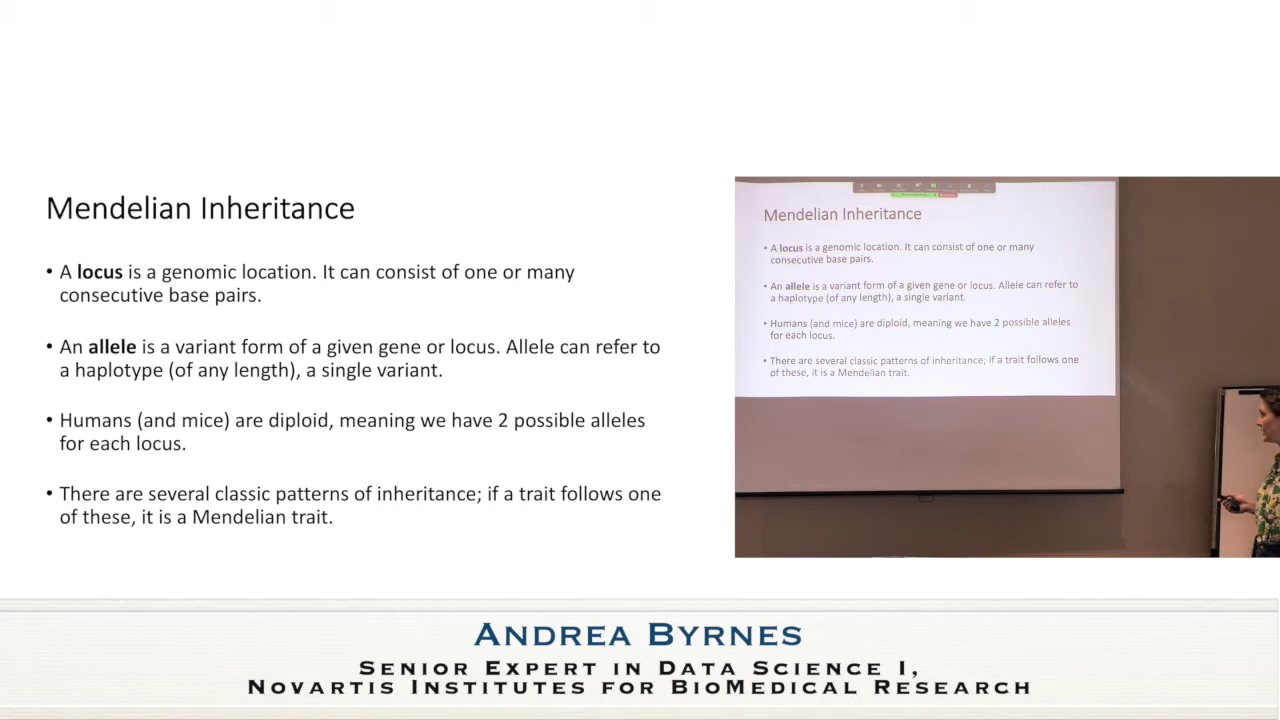 Mendelian Inheritance
• A locus is a genomic location. It can consist of one or many
consecutive base pairs.
• An allele is a variant form of a given gene or locus. Allele can refer to
a haplotype (of any length), a single variant.
• Humans (and mice) are diploid, meaning we have 2 possible alleles
for each locus.
• There are several classic patterns of inheritance; if a trait follows one
of these, it is a Mendelian trait.
Mendelian Inheritance
• A locus is a genomic location. It can consist of one or many
consecutive base pairs.
• An allele is a variant form of a given gene or locus. Allele can refer to
a haplotype (of any length), a single variant.
• Humans (and mice) are diploid, meaning we have 2 possible alleles
for each locus.
• There are several classic patterns of inheritance; if a trait follows one
of these, it is a Mendelian trait.
ANDREA BYRNES
SENIOR EXPERT IN DATA SCIENCE I,
NOVARTIS INSTITUTES FOR BIOMEDICAL RESEARCH